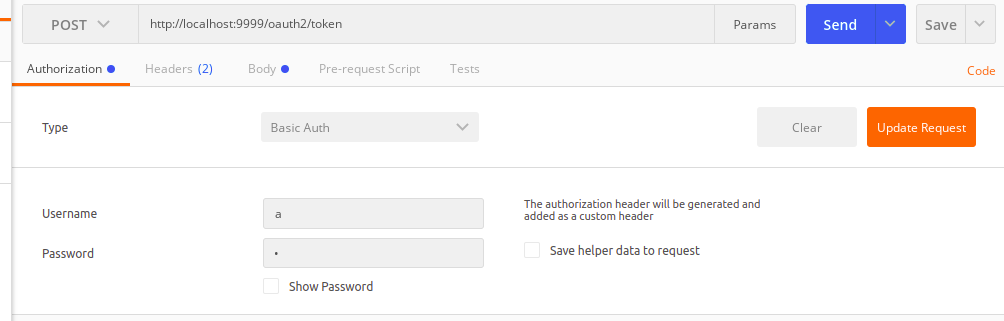 POST http://localhost:9999/oauth2/token Params Send Save
Authorization Headers (2) Body Pre-request Script Tests Code
Type Basic Auth Clear Update Request
Username a
The authorization header will be generated and
added as a custom header
Password •
Save helper data to request
Show Password